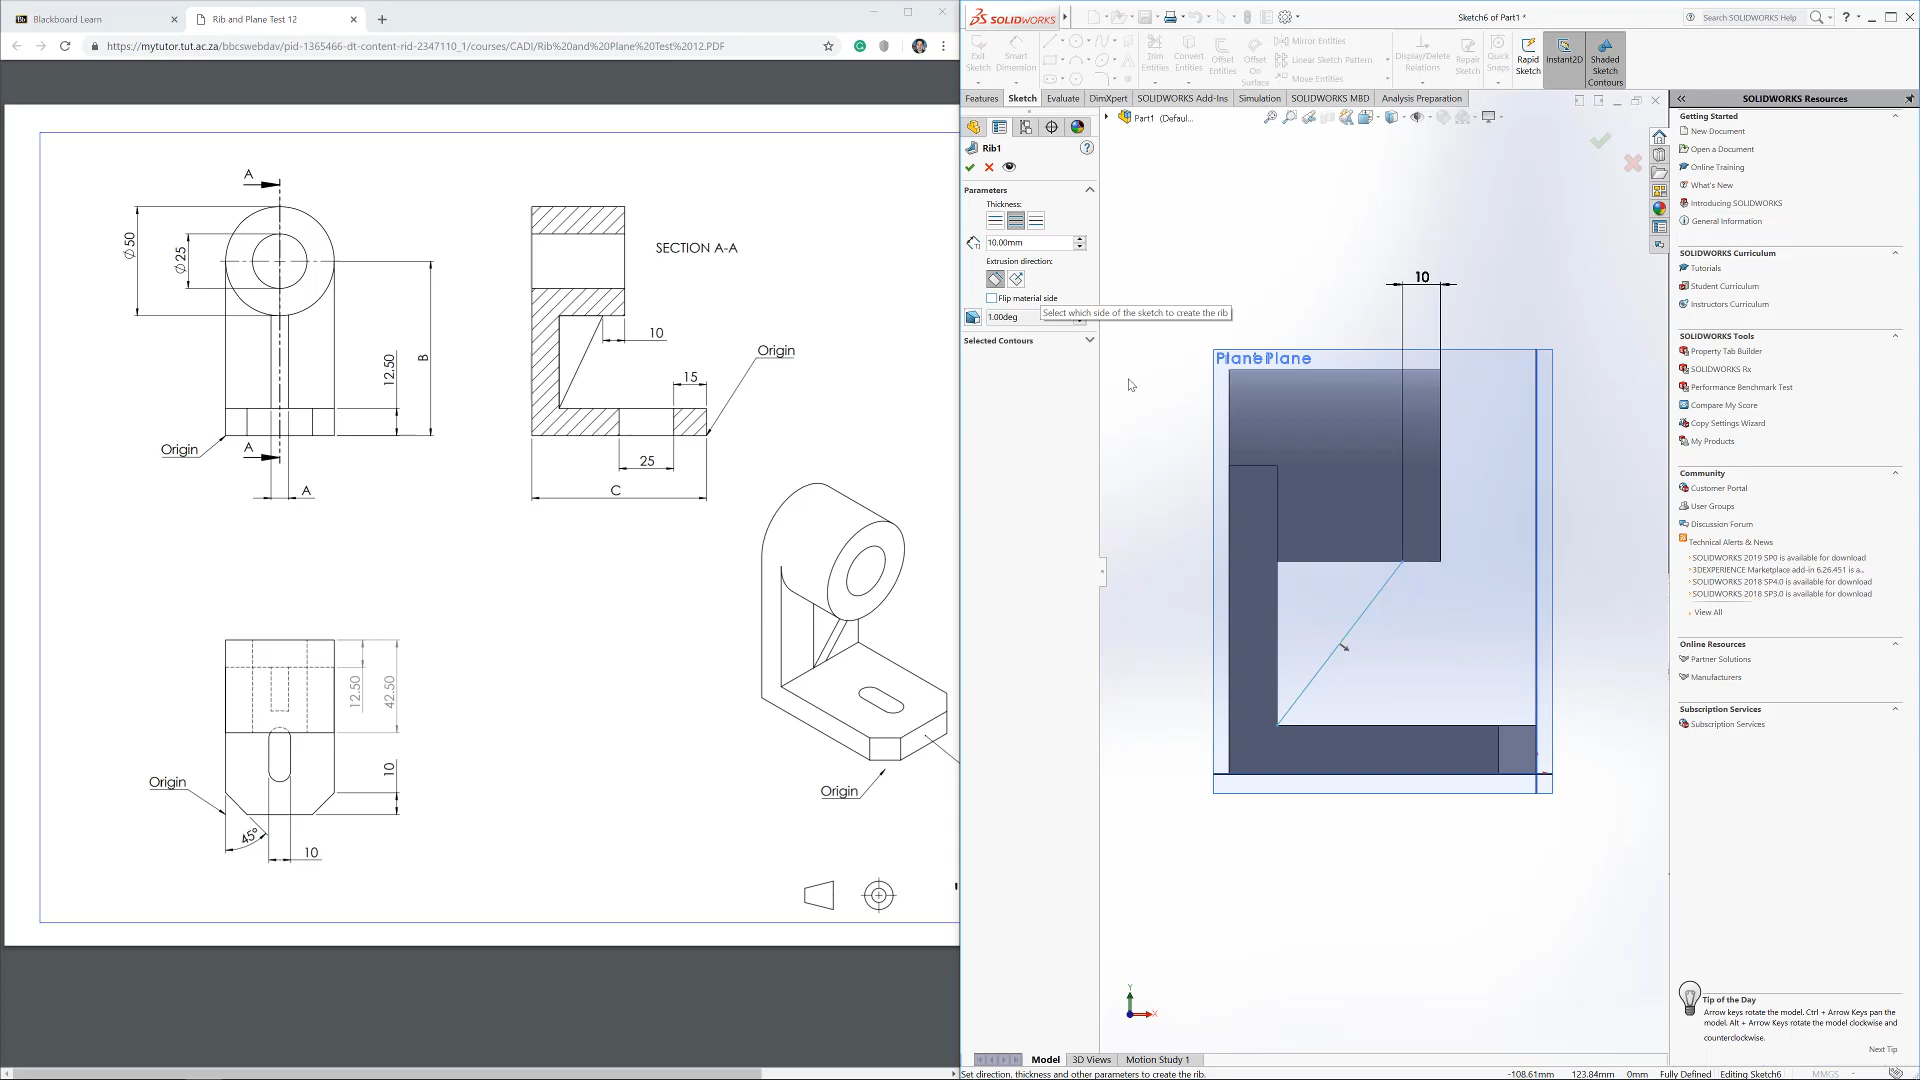 Blackboard Learn
Rib and Plane Test 12
https://mytutor.tut.ac.za/bbcswebdav/pid-1365466-dt-content-rid-2347110_1/courses/CADI/Rib%20and%20Plane%20Test%2012.PDF
A
A
Ø50
Ø25
12.50
B
Origin
A
SECTION A-A
10
15
25
C
Origin
12.50
42.50
10
Origin
45°
10
Origin
SOLIDWORKS
Sketch6 of Part1 *
Search SOLIDWORKS Help
Exit Sketch
Smart Dimension
Trim Entities
Convert Entities
Offset Entities
Offset On Surface
Mirror Entities
Linear Sketch Pattern
Move Entities
Display/Delete Relations
Repair Sketch
Quick Snaps
Rapid Sketch
Instant2D
Shaded Sketch Contours
Features
Sketch
Evaluate
DimXpert
SOLIDWORKS Add-Ins
Simulation
SOLIDWORKS MBD
Analysis Preparation
Part1 (Defaul...
Rib1
Parameters
Thickness:
10.00mm
Extrusion direction:
Flip material side
1.00deg
Select which side of the sketch to create the rib
Selected Contours
10
Plane
Y
X
Model
3D Views
Motion Study 1
Set direction, thickness and other parameters to create the rib.
-108.61mm
123.84mm
0mm
Fully Defined
Editing Sketch6
MMGS
SOLIDWORKS Resources
Getting Started
New Document
Open a Document
Online Training
What's New
Introducing SOLIDWORKS
General Information
SOLIDWORKS Curriculum
Tutorials
Student Curriculum
Instructors Curriculum
SOLIDWORKS Tools
Property Tab Builder
SOLIDWORKS Rx
Performance Benchmark Test
Compare My Score
Copy Settings Wizard
My Products
Community
Customer Portal
User Groups
Discussion Forum
Technical Alerts & News
SOLIDWORKS 2019 SP0 is available for download
3DEXPERIENCE Marketplace add-in 6.26.451 is a...
SOLIDWORKS 2018 SP4.0 is available for download
SOLIDWORKS 2018 SP3.0 is available for download
View All
Online Resources
Partner Solutions
Manufacturers
Subscription Services
Subscription Services
Tip of the Day
Arrow keys rotate the model. Ctrl + Arrow Keys pan the
model. Alt + Arrow Keys rotate the model clockwise and
counterclockwise.
Next Tip